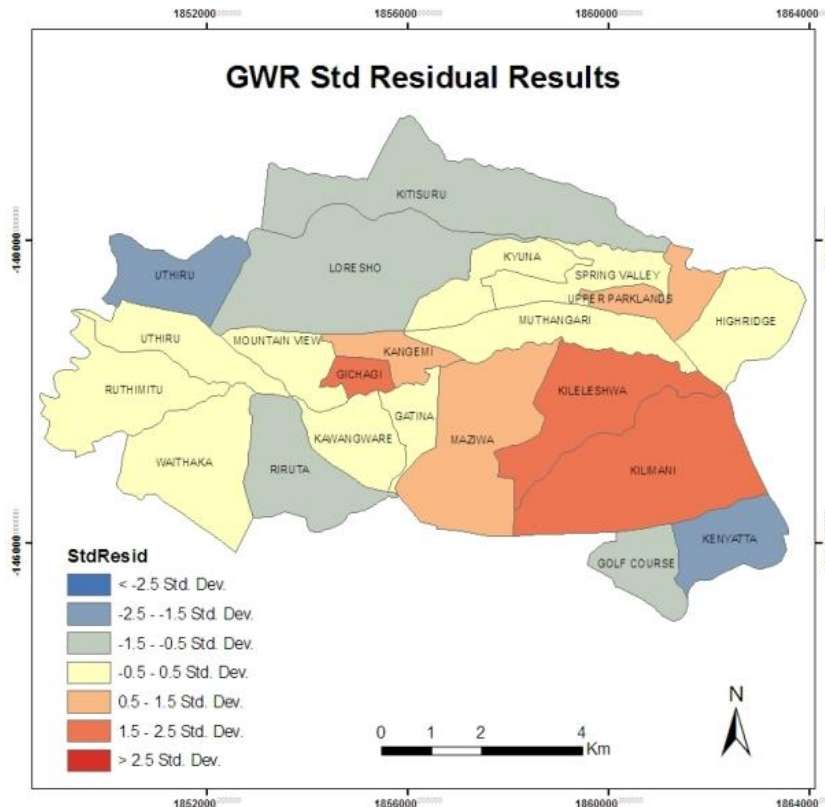 1852000 1856000 1860000 1864000
GWR Std Residual Results
KITISURU
-140000
UTHIRU
LORESHO
KYUNA
SPRING VALLEY
UPPER PARKLANDS
MUTHANGARI
HIGHRIDGE
UTHIRU
MOUNTAIN VIEW
KANGEMI
GICHAGI
RUTHIMITU
KILELESHWA
GATINA
KAWANGWARE
MAZIWA
WAITHAKA
RIRUTA
KILIMANI
-146000
KENYATTA
GOLF COURSE
StdResid
< -2.5 Std. Dev.
-2.5 - -1.5 Std. Dev.
-1.5 - -0.5 Std. Dev.
-0.5 - 0.5 Std. Dev.
0.5 - 1.5 Std. Dev.
1.5 - 2.5 Std. Dev.
> 2.5 Std. Dev.
N
0 1 2 4
Km
1852000 1856000 1860000 1864000